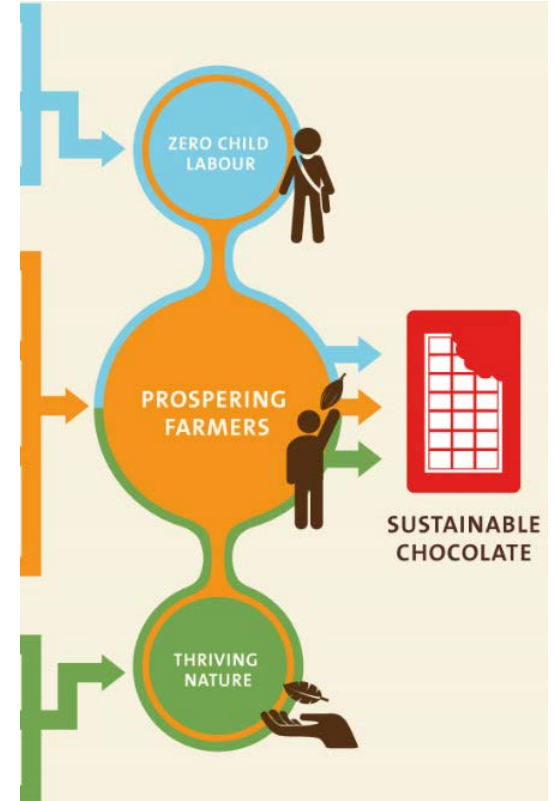 ZERO CHILD
LABOUR
PROSPERING
FARMERS
SUSTAINABLE
CHOCOLATE
THRIVING
NATURE